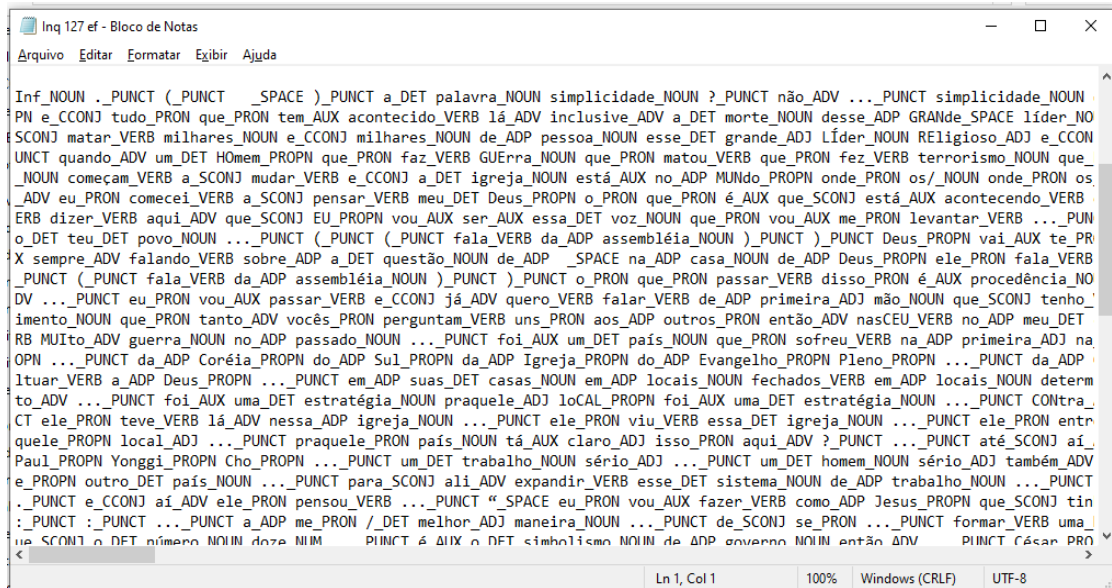 Inq 127 ef - Bloco de Notas
Arquivo Editar Formatar Exibir Ajuda
Inf_NOUN ._PUNCT (_PUNCT _SPACE )_PUNCT a_DET palavra_NOUN simplicidade_NOUN ?_PUNCT não_ADV ..._PUNCT simplicidade_NOUN
PN e_CCONJ tudo_PRON que_PRON tem_AUX acontecido_VERB lá_ADV inclusive_ADV a_DET morte_NOUN desse_ADP GRANde_SPACE líder_NO
SCONJ matar_VERB milhares_NOUN e_CCONJ milhares_NOUN de_ADP pessoa_NOUN esse_DET grande_ADJ LÍder_NOUN REligioso_ADJ e_CCON
UNCT quando_ADV um_DET HOmem_PROPN que_PRON faz_VERB GUErra_NOUN que_PRON matou_VERB que_PRON fez_VERB terrorismo_NOUN que_
_NOUN começam_VERB a_SCONJ mudar_VERB e_CCONJ a_DET igreja_NOUN está_AUX no_ADP MUNdo_PROPN onde_PRON os/_NOUN onde_PRON os_
_ADV eu_PRON comecei_VERB a_SCONJ pensar_VERB meu_DET Deus_PROPN o_PRON que_PRON é_AUX que_SCONJ está_AUX acontecendo_VERB
ERB dizer_VERB aqui_ADV que_SCONJ EU_PROPN vou_AUX ser_AUX essa_DET voz_NOUN que_PRON vou_AUX me_PRON levantar_VERB ..._PUN
o_DET teu_DET povo_NOUN ..._PUNCT (_PUNCT (_PUNCT fala_VERB da_ADP assembléia_NOUN )_PUNCT )_PUNCT Deus_PROPN vai_AUX te_PR
X sempre_ADV falando_VERB sobre_ADP a_DET questão_NOUN de_ADP _SPACE na_ADP casa_NOUN de_ADP Deus_PROPN ele_PRON fala_VERB
_PUNCT (_PUNCT fala_VERB da_ADP assembléia_NOUN )_PUNCT )_PUNCT o_PRON que_PRON passar_VERB disso_PRON é_AUX procedência_NO
DV ..._PUNCT eu_PRON vou_AUX passar_VERB e_CCONJ já_ADV quero_VERB falar_VERB de_ADP primeira_ADJ mão_NOUN que_SCONJ tenho_
imento_NOUN que_PRON tanto_ADV vocês_PRON perguntam_VERB uns_PRON aos_ADP outros_PRON então_ADV nasCEU_VERB no_ADP meu_DET
RB MUIto_ADV guerra_NOUN no_ADP passado_NOUN ..._PUNCT foi_AUX um_DET país_NOUN que_PRON sofreu_VERB na_ADP primeira_ADJ na_
OPN ..._PUNCT da_ADP Coréia_PROPN do_ADP Sul_PROPN da_ADP Igreja_PROPN do_ADP Evangelho_PROPN Pleno_PROPN ..._PUNCT da_ADP
ltuar_VERB a_ADP Deus_PROPN ..._PUNCT em_ADP suas_DET casas_NOUN em_ADP locais_NOUN fechados_VERB em_ADP locais_NOUN determ
to_ADV ..._PUNCT foi_AUX uma_DET estratégia_NOUN praquele_ADJ loCAL_PROPN foi_AUX uma_DET estratégia_NOUN ..._PUNCT CONtra_
CT ele_PRON teve_VERB lá_ADV nessa_ADP igreja_NOUN ..._PUNCT ele_PRON viu_VERB essa_DET igreja_NOUN ..._PUNCT ele_PRON entr
quele_PROPN local_ADJ ..._PUNCT praquele_PRON país_NOUN tá_AUX claro_ADJ isso_PRON aqui_ADV ?_PUNCT ..._PUNCT até_SCONJ aí_
Paul_PROPN Yonggi_PROPN Cho_PROPN ..._PUNCT um_DET trabalho_NOUN sério_ADJ ..._PUNCT um_DET homem_NOUN sério_ADJ também_ADV
e_PROPN outro_DET país_NOUN ..._PUNCT para_SCONJ ali_ADV expandir_VERB esse_DET sistema_NOUN de_ADP trabalho_NOUN ..._PUNCT
._PUNCT e_CCONJ aí_ADV ele_PRON pensou_VERB ..._PUNCT “_SPACE eu_PRON vou_AUX fazer_VERB como_ADP Jesus_PROPN que_SCONJ tin
:_PUNCT :_PUNCT ..._PUNCT a_ADP me_PRON /_DET melhor_ADJ maneira_NOUN ..._PUNCT de_SCONJ se_PRON ..._PUNCT formar_VERB uma_
ue_SCONJ o_DET número_NOUN doze_NUM ..._PUNCT é_AUX o_DET simbolismo_NOUN de_ADP governo_NOUN então_ADV ..._PUNCT César_PRO
Ln 1, Col 1 100% Windows (CRLF) UTF-8